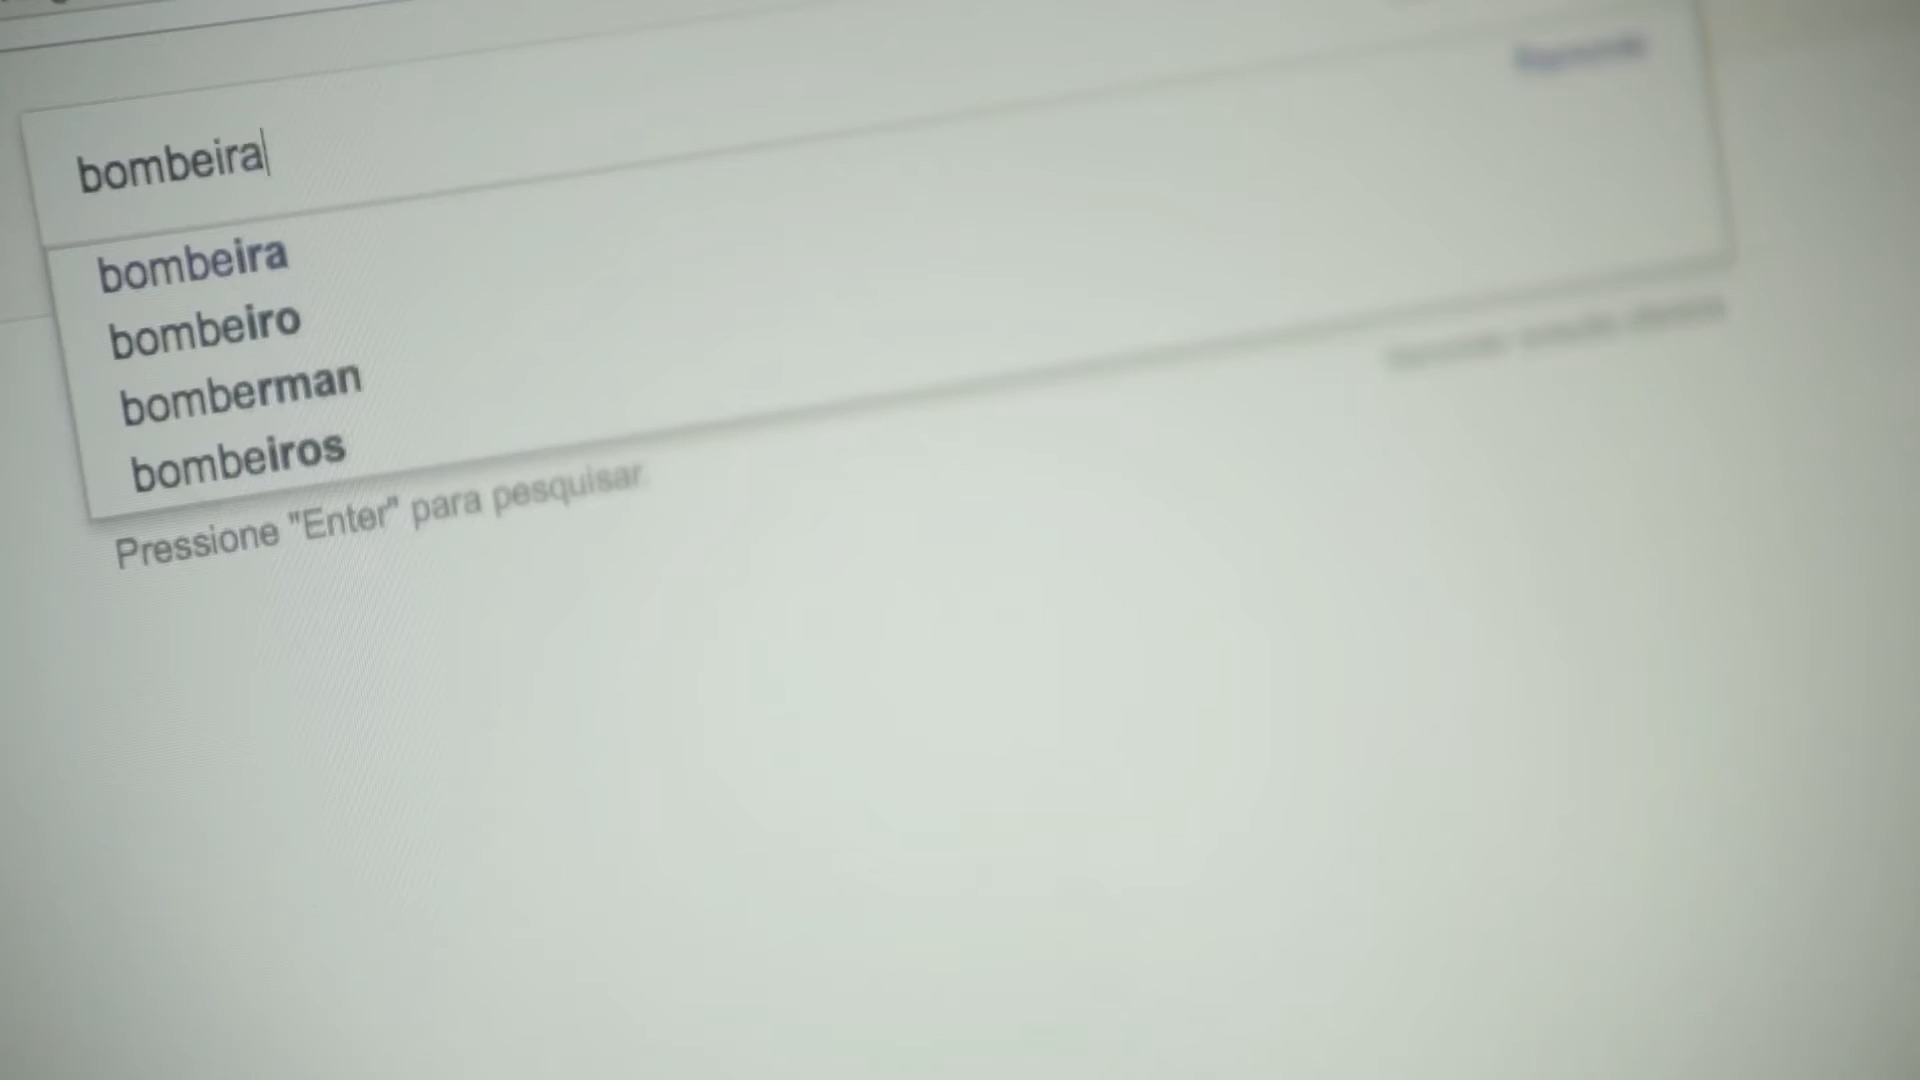 bombeira
bombeira
bombeiro
bomberman
bombeiros
Pressione "Enter" para pesquisar.